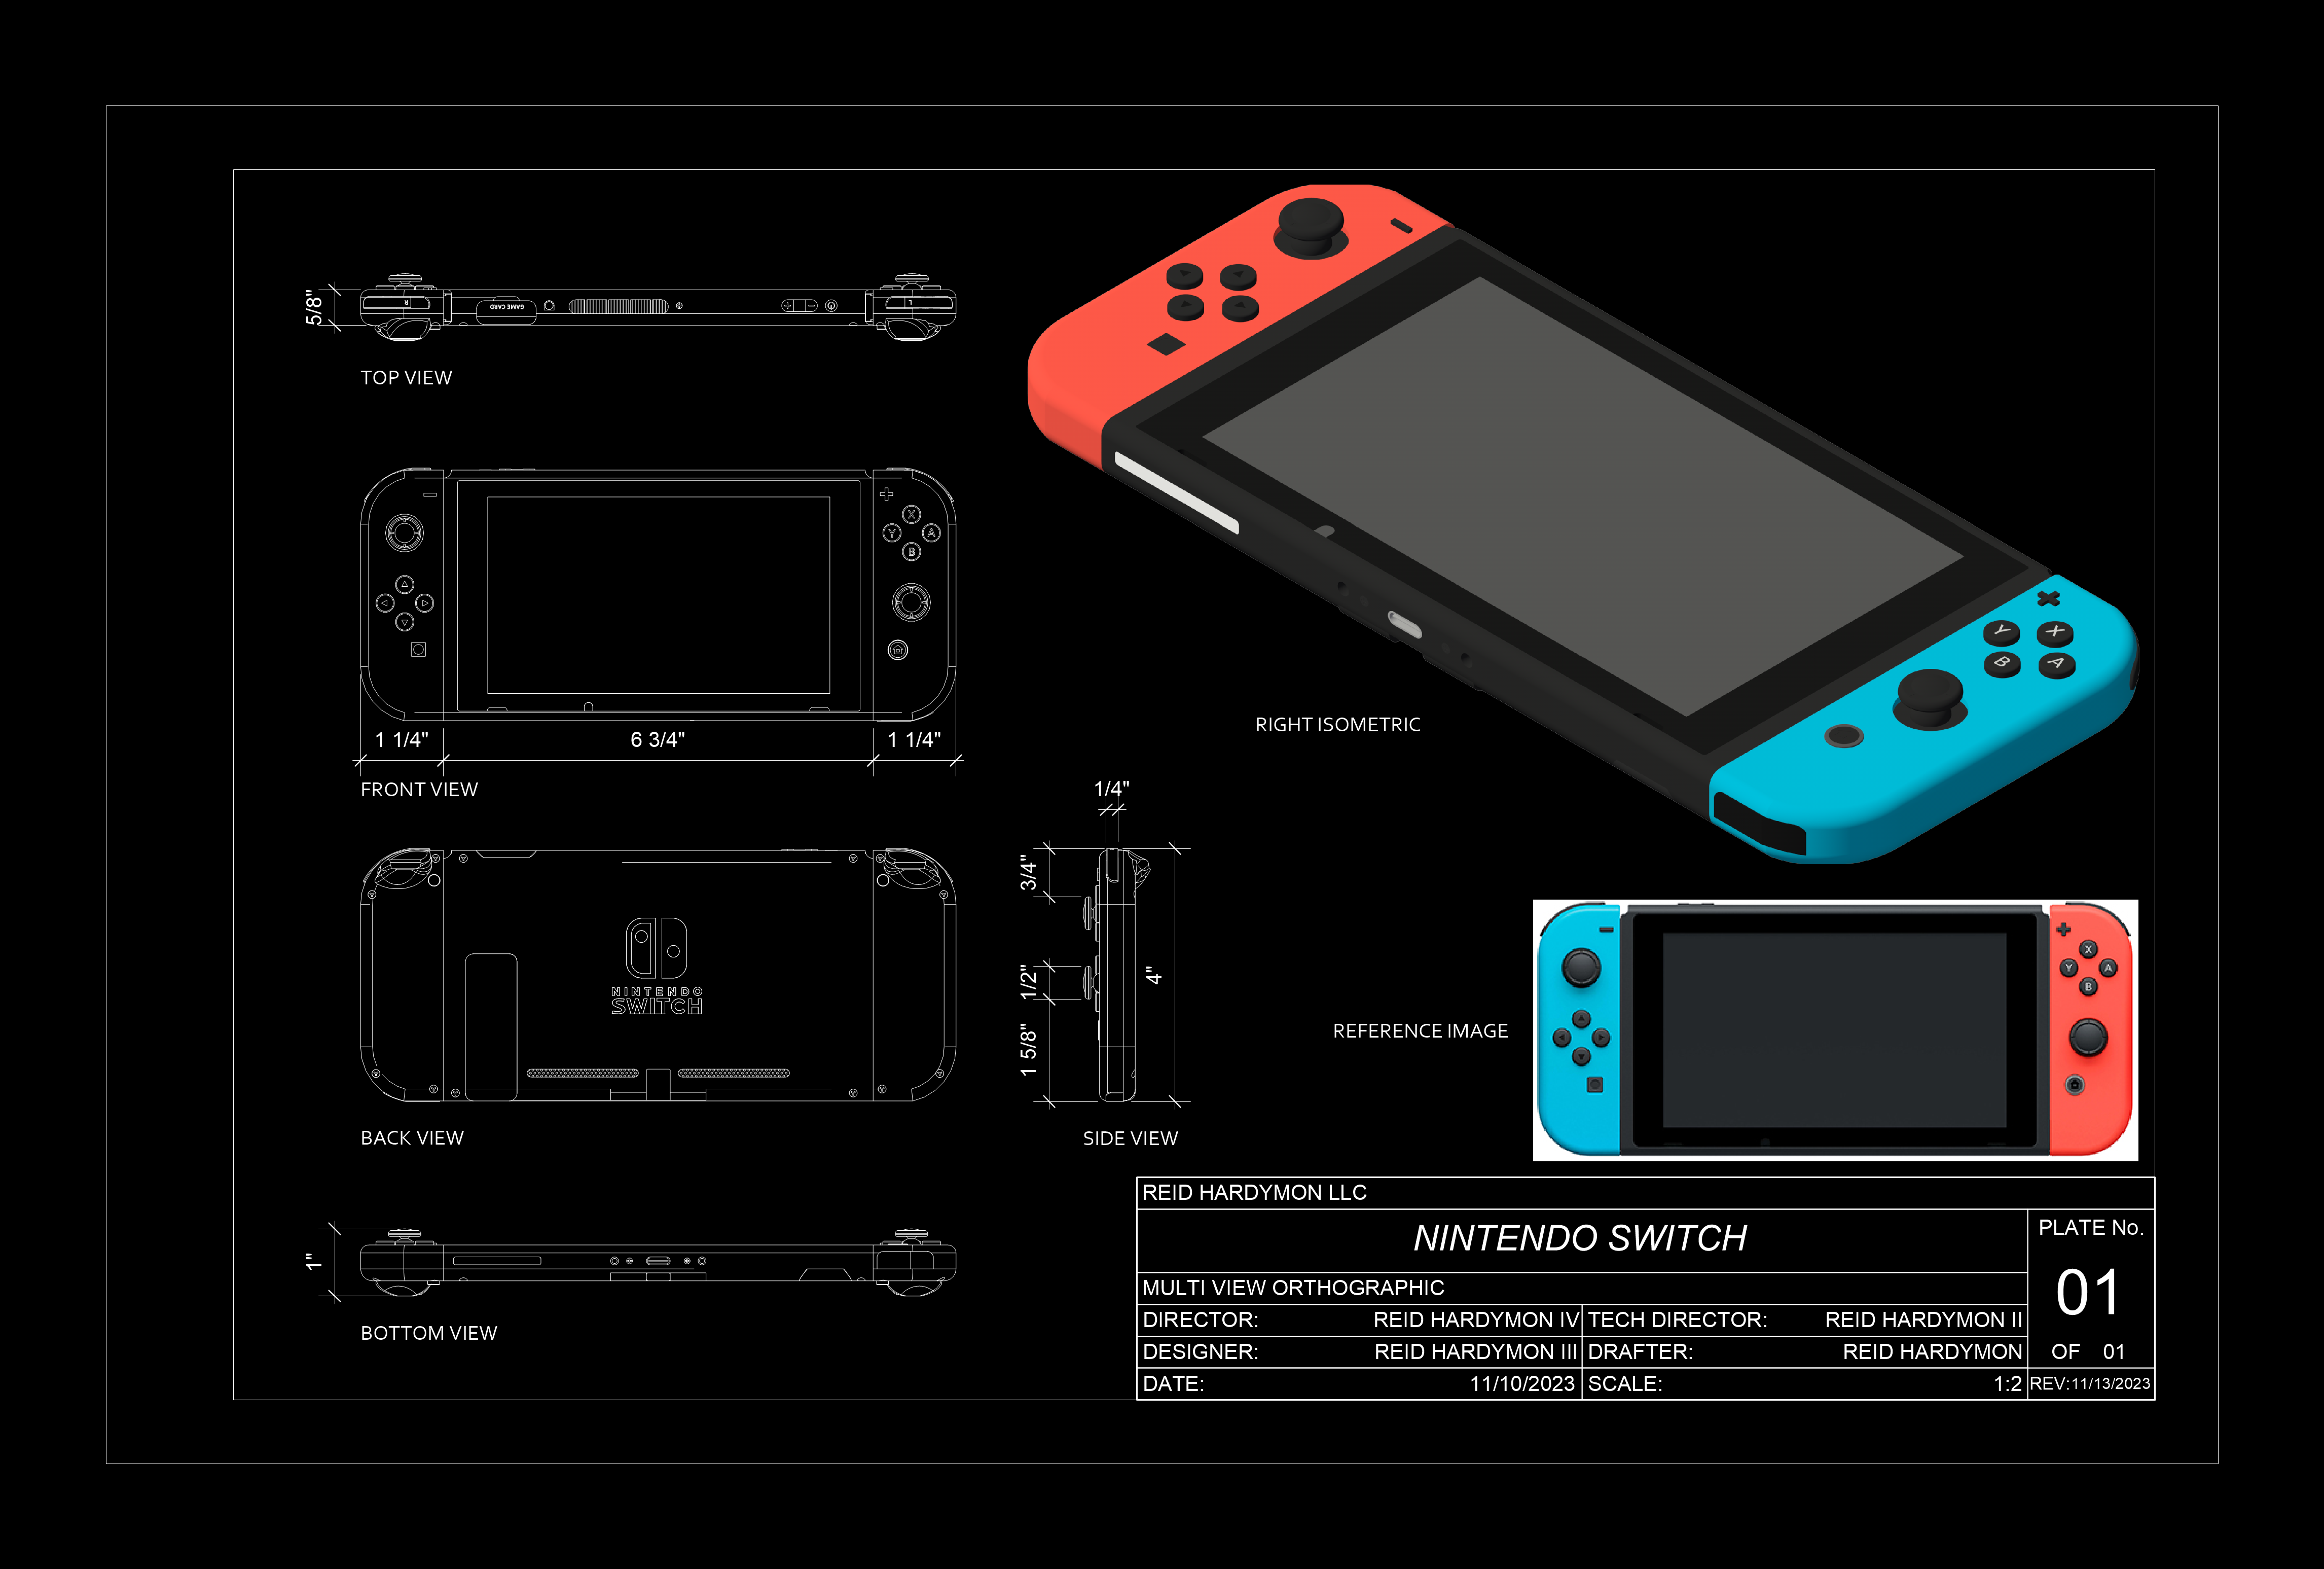 5/8"
R
GAME CARD
L
TOP VIEW
X
Y
A
B
1 1/4"
6 3/4"
1 1/4"
FRONT VIEW
NINTENDO
SWITCH
BACK VIEW
1/4"
3/4"
1/2"
1 5/8"
4"
SIDE VIEW
1"
BOTTOM VIEW
Y
X
B
A
RIGHT ISOMETRIC
REFERENCE IMAGE
X
Y
A
B
REID HARDYMON LLC
NINTENDO SWITCH
MULTI VIEW ORTHOGRAPHIC
DIRECTOR: REID HARDYMON IV TECH DIRECTOR: REID HARDYMON II
DESIGNER: REID HARDYMON III DRAFTER: REID HARDYMON
DATE: 11/10/2023 SCALE: 1:2
PLATE No.
01
OF 01
REV:11/13/2023